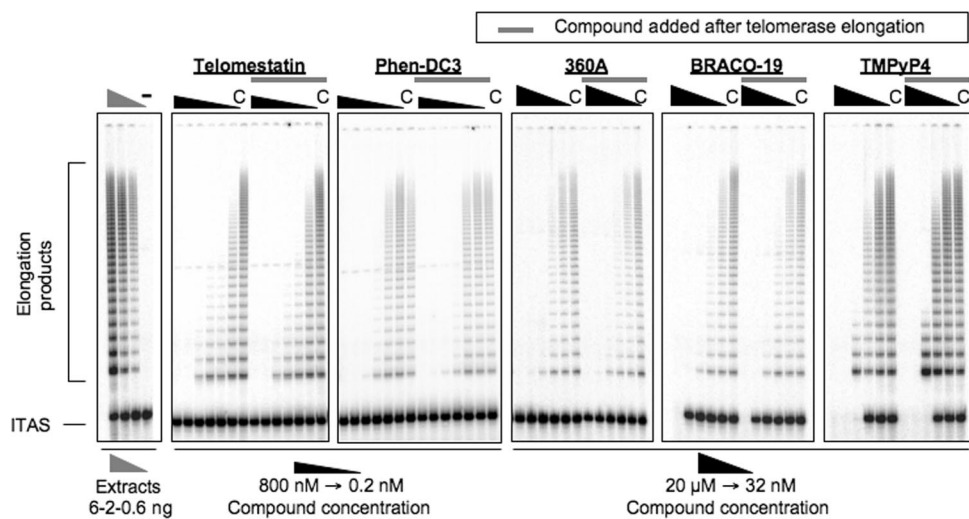 Compound added after telomerase elongation
Telomestatin Phen-DC3 360A BRACO-19 TMPyP4
- C C C C C C C C C C
Elongation
products
ITAS
Extracts
6-2-0.6 ng
800 nM → 0.2 nM
Compound concentration
20 µM → 32 nM
Compound concentration